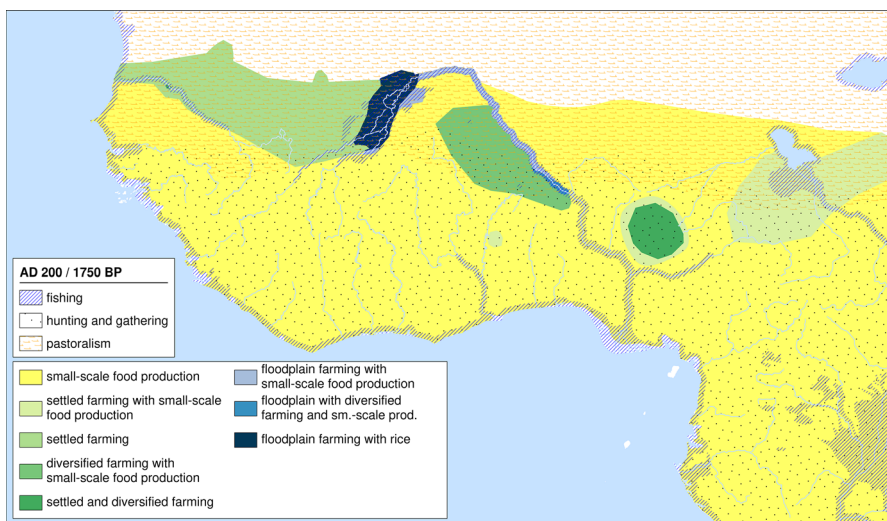 AD 200 / 1750 BP
fishing
hunting and gathering
pastoralism
small-scale food production
settled farming with small-scale
food production
settled farming
diversified farming with
small-scale food production
settled and diversified farming
floodplain farming with
small-scale food production
floodplain with diversified
farming and sm.-scale prod.
floodplain farming with rice